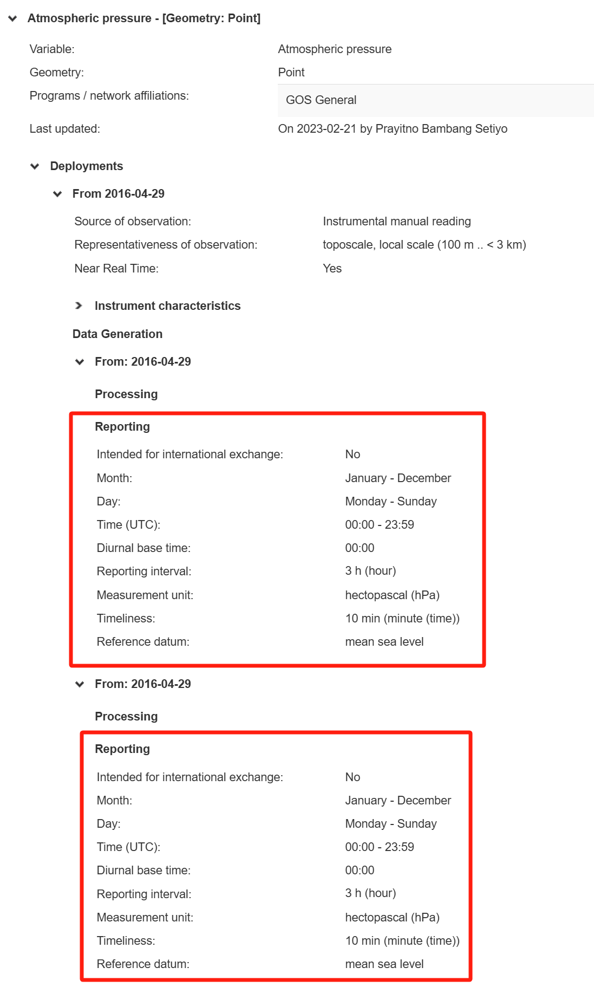 Atmospheric pressure - [Geometry: Point]
Variable: Atmospheric pressure
Geometry: Point
Programs / network affiliations: GOS General
Last updated: On 2023-02-21 by Prayitno Bambang Setiyo
Deployments
From 2016-04-29
Source of observation: Instrumental manual reading
Representativeness of observation: toposcale, local scale (100 m .. < 3 km)
Near Real Time: Yes
Instrument characteristics
Data Generation
From: 2016-04-29
Processing
Reporting
Intended for international exchange: No
Month: January - December
Day: Monday - Sunday
Time (UTC): 00:00 - 23:59
Diurnal base time: 00:00
Reporting interval: 3 h (hour)
Measurement unit: hectopascal (hPa)
Timeliness: 10 min (minute (time))
Reference datum: mean sea level
From: 2016-04-29
Processing
Reporting
Intended for international exchange: No
Month: January - December
Day: Monday - Sunday
Time (UTC): 00:00 - 23:59
Diurnal base time: 00:00
Reporting interval: 3 h (hour)
Measurement unit: hectopascal (hPa)
Timeliness: 10 min (minute (time))
Reference datum: mean sea level